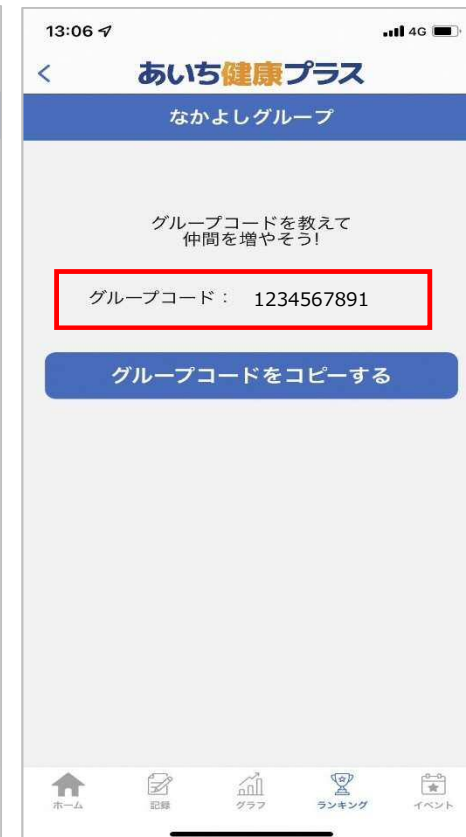 13:06
4G
あいち健康プラス
なかよしグループ
グループコードを教えて
仲間を増やそう!
グループコード： 1234567891
グループコードをコピーする
ホーム 記録 グラフ ランキング イベント